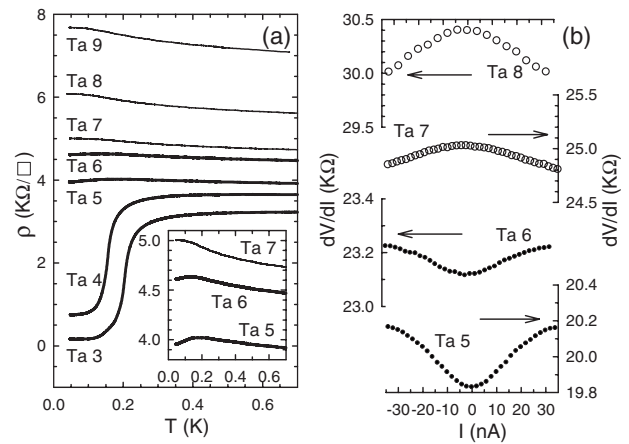 (a)
Ta 9
Ta 8
Ta 7
Ta 6
Ta 5
Ta 4
Ta 3
8
6
4
2
0
ρ (KΩ/□)
0.0 0.2 0.4 0.6
T (K)
5.0
4.5
4.0
Ta 7
Ta 6
Ta 5
0.0 0.2 0.4 0.6
(b)
30.5
30.0
29.5
Ta 8
25.5
25.0
24.5
Ta 7
23.4
23.2
23.0
Ta 6
20.4
20.2
20.0
19.8
Ta 5
dV/dI (KΩ)
dV/dI (KΩ)
-30 -20 -10 0 10 20 30
I (nA)